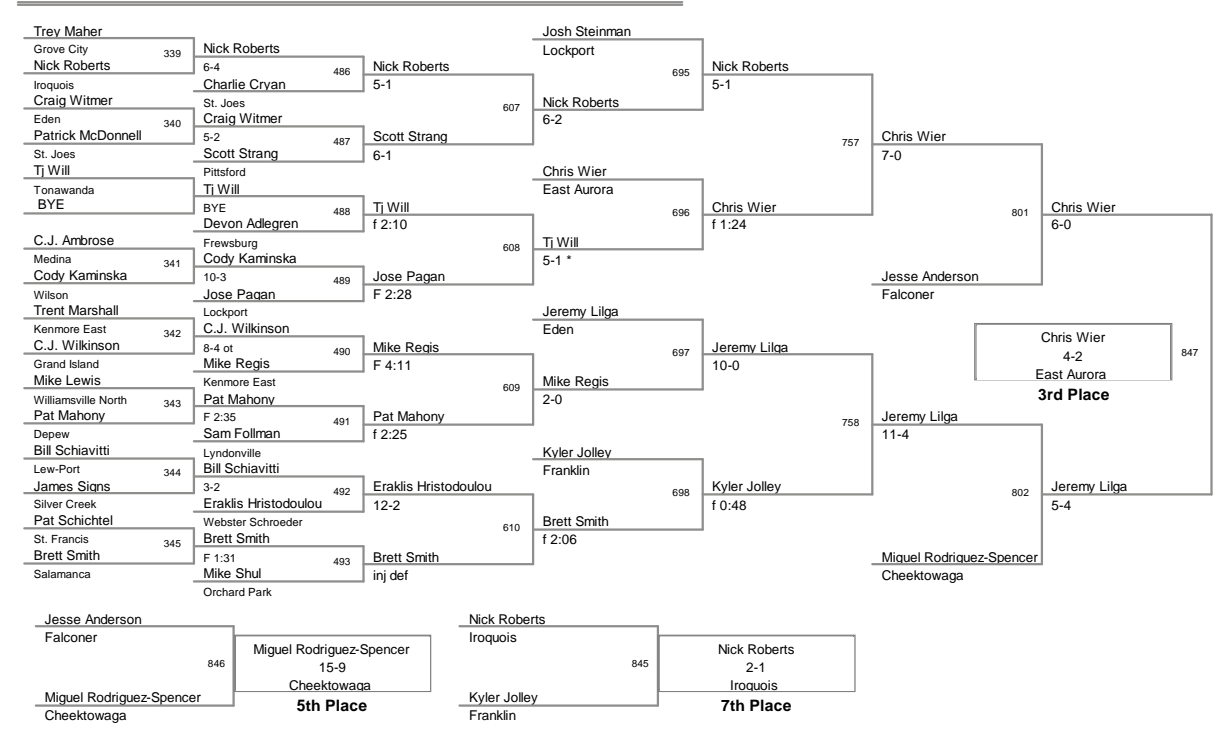 Trey Maher
Grove City
339
Nick Roberts
Iroquois
Craig Witmer
Eden
340
Patrick McDonnell
St. Joes
Tj Will
Tonawanda
BYE
C.J. Ambrose
Medina
341
Cody Kaminska
Wilson
Trent Marshall
Kenmore East
342
C.J. Wilkinson
Grand Island
Mike Lewis
Williamsville North
343
Pat Mahony
Depew
Bill Schiavitti
Lew-Port
344
James Signs
Silver Creek
Pat Schichtel
St. Francis
345
Brett Smith
Salamanca
Nick Roberts
6-4
486
Charlie Cryan
St. Joes
Craig Witmer
5-2
487
Scott Strang
Pittsford
Tj Will
BYE
488
Devon Adlegren
Frewsburg
Cody Kaminska
10-3
489
Jose Pagan
Lockport
C.J. Wilkinson
8-4 ot
490
Mike Regis
Kenmore East
Pat Mahony
F 2:35
491
Sam Follman
Lyndonville
Bill Schiavitti
3-2
492
Eraklis Hristodoulou
Webster Schroeder
Brett Smith
F 1:31
493
Mike Shul
Orchard Park
Nick Roberts
5-1
607
Scott Strang
6-1
Tj Will
f 2:10
608
Jose Pagan
F 2:28
Mike Regis
F 4:11
609
Pat Mahony
f 2:25
Eraklis Hristodoulou
12-2
610
Brett Smith
inj def
Josh Steinman
Lockport
695
Nick Roberts
6-2
Chris Wier
East Aurora
696
Tj Will
5-1 *
Jeremy Lilga
Eden
697
Mike Regis
2-0
Kyler Jolley
Franklin
698
Brett Smith
f 2:06
Nick Roberts
5-1
757
Chris Wier
f 1:24
Jeremy Lilga
10-0
758
Kyler Jolley
f 0:48
Chris Wier
7-0
801
Jesse Anderson
Falconer
Jeremy Lilga
11-4
802
Miguel Rodriguez-Spencer
Cheektowaga
Chris Wier
6-0
Chris Wier
4-2
East Aurora
847
3rd Place
Jeremy Lilga
5-4
Jesse Anderson
Falconer
846
Miguel Rodriguez-Spencer
Cheektowaga
Miguel Rodriguez-Spencer
15-9
Cheektowaga
5th Place
Nick Roberts
Iroquois
845
Kyler Jolley
Franklin
Nick Roberts
2-1
Iroquois
7th Place